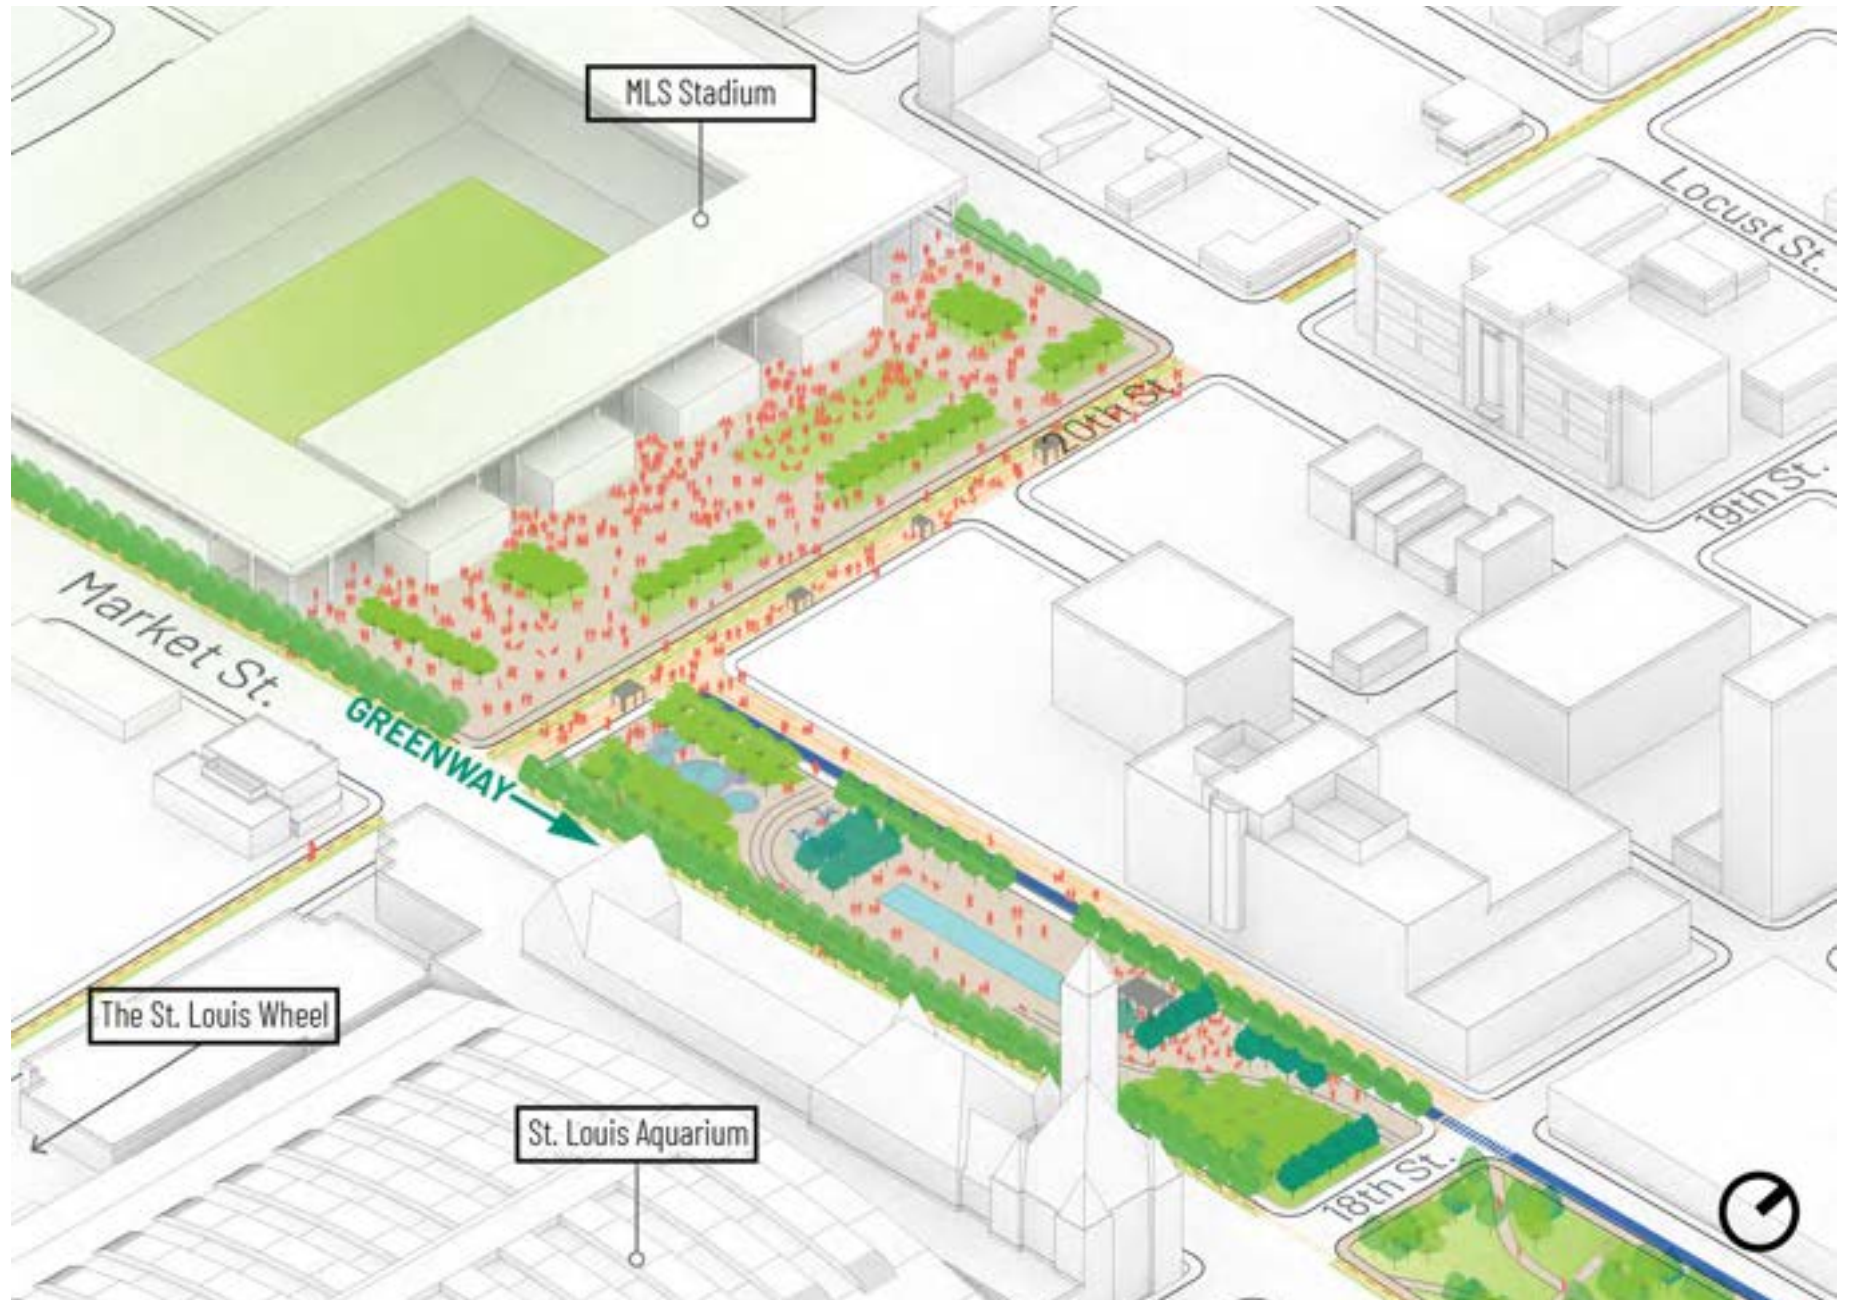 MLS Stadium
Locust St.
20th St.
19th St.
Market St.
GREENWAY
The St. Louis Wheel
St. Louis Aquarium
18th St.